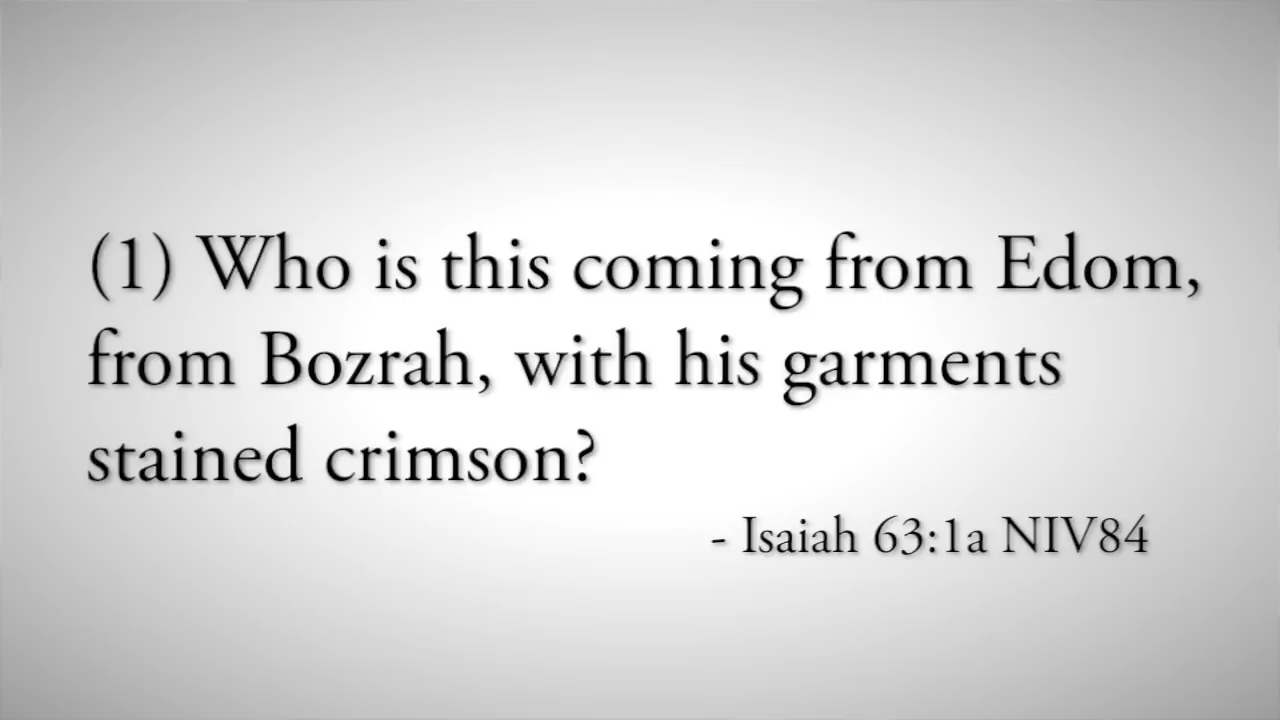 (1) Who is this coming from Edom,
from Bozrah, with his garments
stained crimson?
- Isaiah 63:1a NIV84